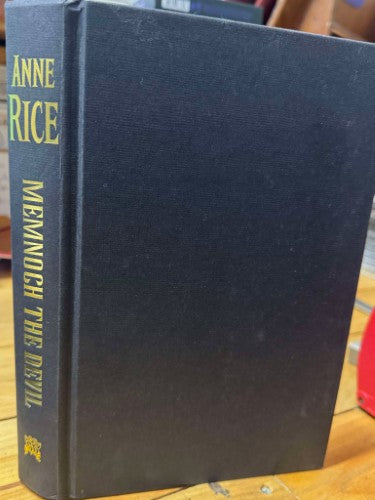 ANNE
RICE
MEMNOCH THE DEVIL